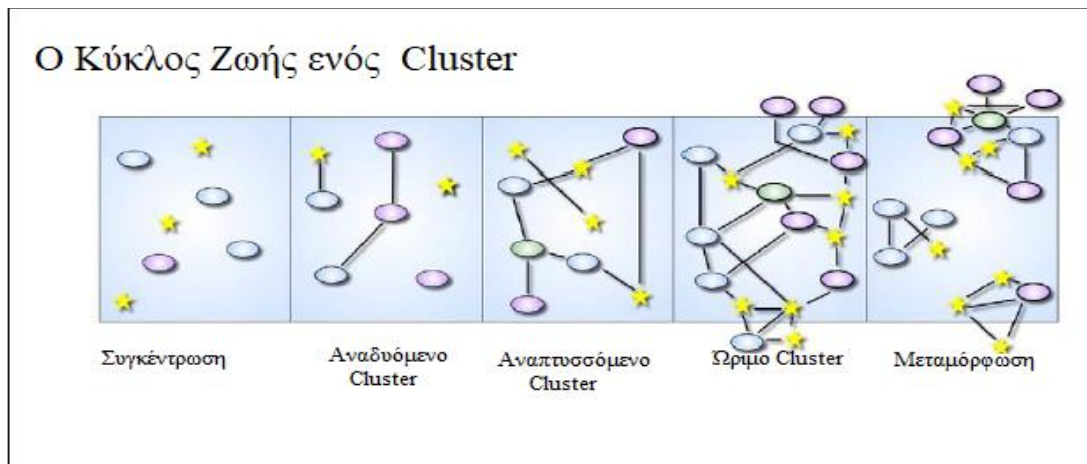 Ο Κύκλος Ζωής ενός Cluster
Συγκέντρωση
Αναδυόμενο
Cluster
Αναπτυσσόμενο
Cluster
Ώριμο Cluster
Μεταμόρφωση